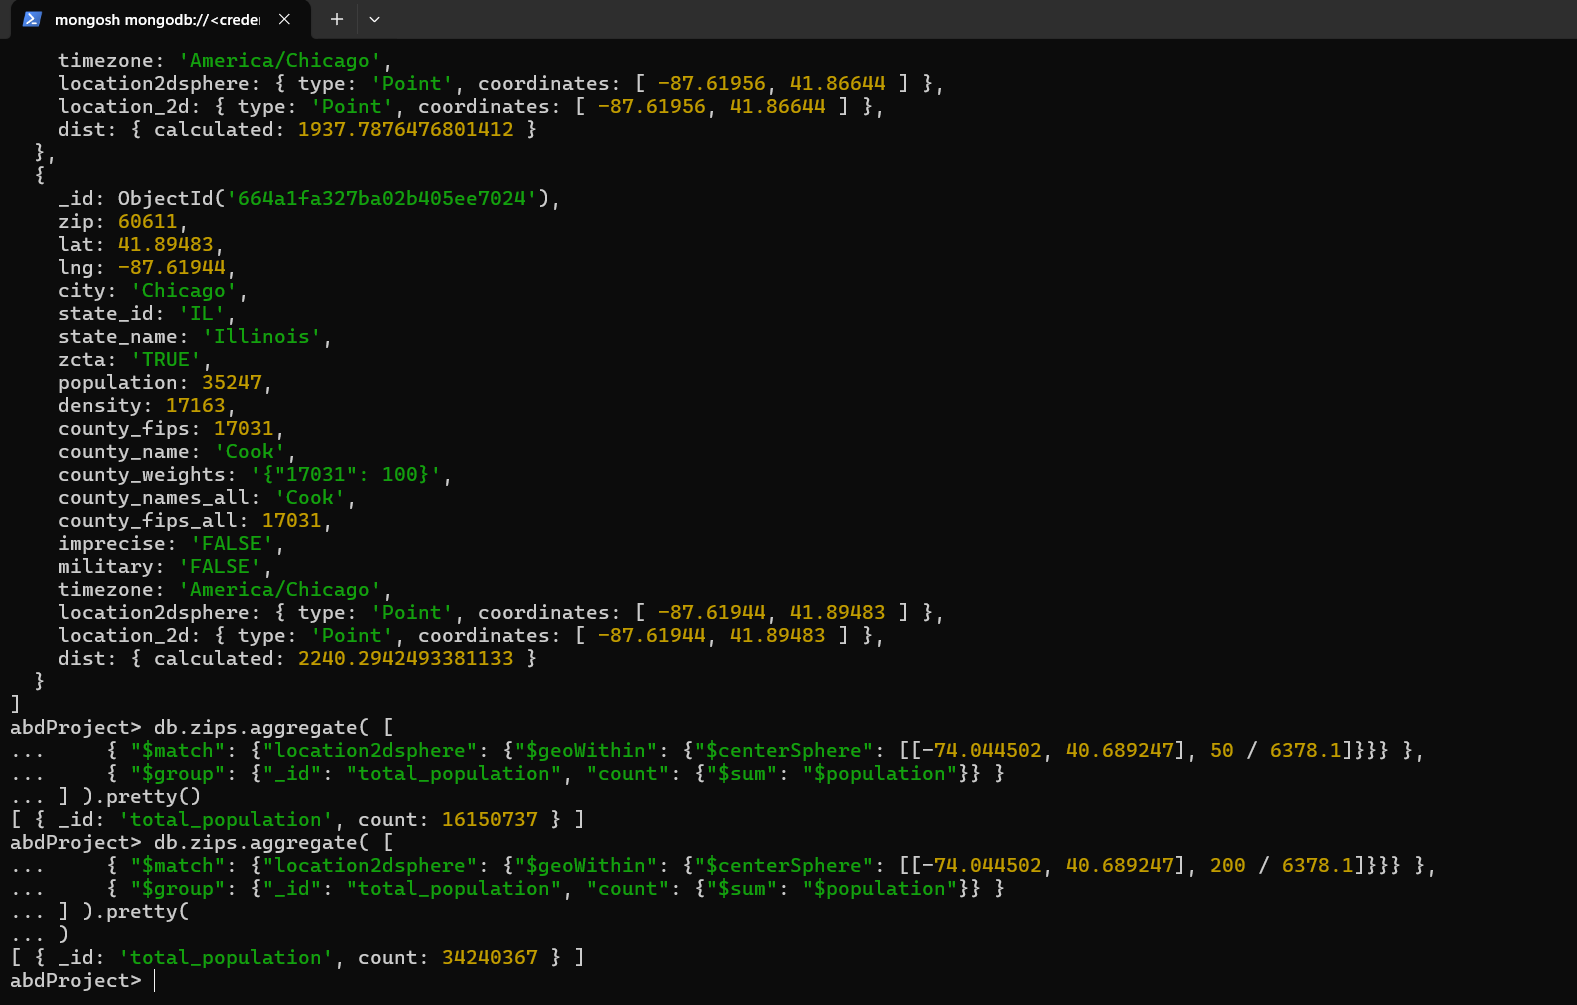 mongosh mongodb://<creder
    timezone: 'America/Chicago',
    location2dsphere: { type: 'Point', coordinates: [ -87.61956, 41.86644 ] },
    location_2d: { type: 'Point', coordinates: [ -87.61956, 41.86644 ] },
    dist: { calculated: 1937.7876476801412 }
  },
  {
    _id: ObjectId('664a1fa327ba02b405ee7024'),
    zip: 60611,
    lat: 41.89483,
    lng: -87.61944,
    city: 'Chicago',
    state_id: 'IL',
    state_name: 'Illinois',
    zcta: 'TRUE',
    population: 35247,
    density: 17163,
    county_fips: 17031,
    county_name: 'Cook',
    county_weights: '{"17031": 100}',
    county_names_all: 'Cook',
    county_fips_all: 17031,
    imprecise: 'FALSE',
    military: 'FALSE',
    timezone: 'America/Chicago',
    location2dsphere: { type: 'Point', coordinates: [ -87.61944, 41.89483 ] },
    location_2d: { type: 'Point', coordinates: [ -87.61944, 41.89483 ] },
    dist: { calculated: 2240.2942493381133 }
  }
]
abdProject> db.zips.aggregate( [
...     { "$match": {"location2dsphere": {"$geoWithin": {"$centerSphere": [[-74.044502, 40.689247], 50 / 6378.1]}}} },
...     { "$group": {"_id": "total_population", "count": {"$sum": "$population"}} }
... ] ).pretty()
[ { _id: 'total_population', count: 16150737 } ]
abdProject> db.zips.aggregate( [
...     { "$match": {"location2dsphere": {"$geoWithin": {"$centerSphere": [[-74.044502, 40.689247], 200 / 6378.1]}}} },
...     { "$group": {"_id": "total_population", "count": {"$sum": "$population"}} }
... ] ).pretty(
... )
[ { _id: 'total_population', count: 34240367 } ]
abdProject>